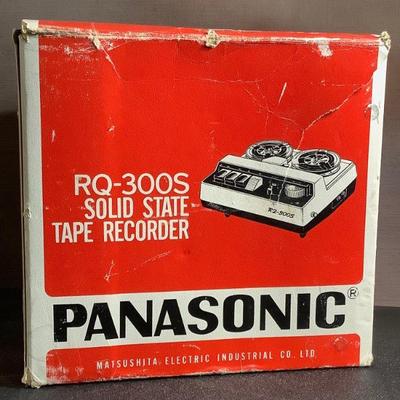 RQ-300S
SOLID STATE
TAPE RECORDER
RQ-300S
PANASONIC®
MATSUSHITA ELECTRIC INDUSTRIAL CO., LTD.